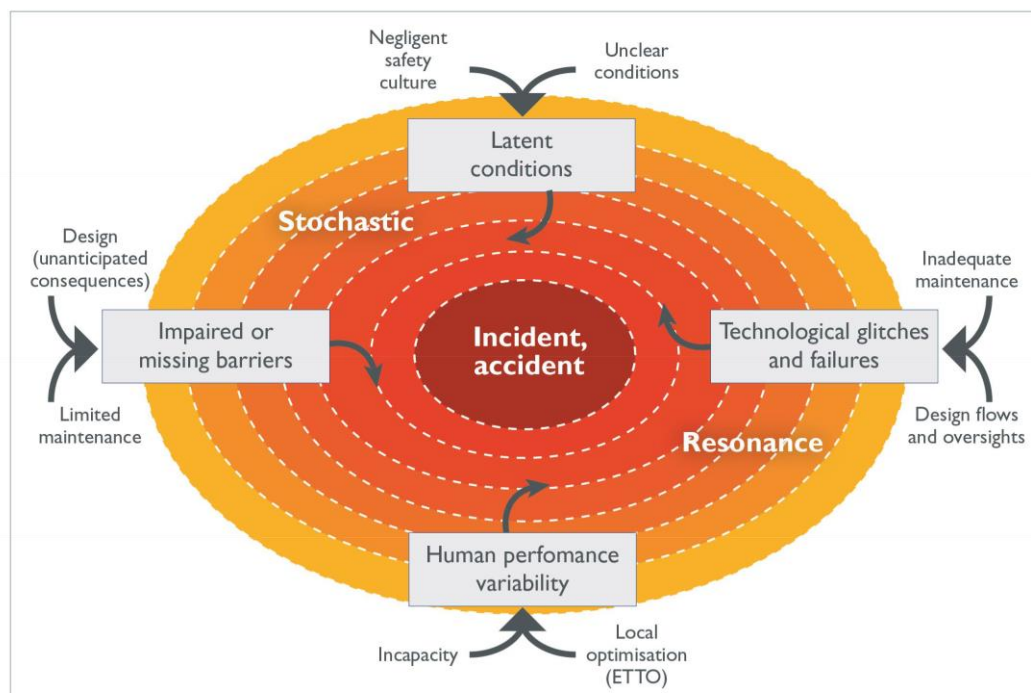 Negligent
safety
culture
Unclear
conditions
Latent
conditions
Stochastic
Design
(unanticipated
consequences)
Inadequate
maintenance
Impaired or
missing barriers
Incident,
accident
Technological glitches
and failures
Limited
maintenance
Design flows
and oversights
Resonance
Human perfomance
variability
Incapacity
Local
optimisation
(ETTO)